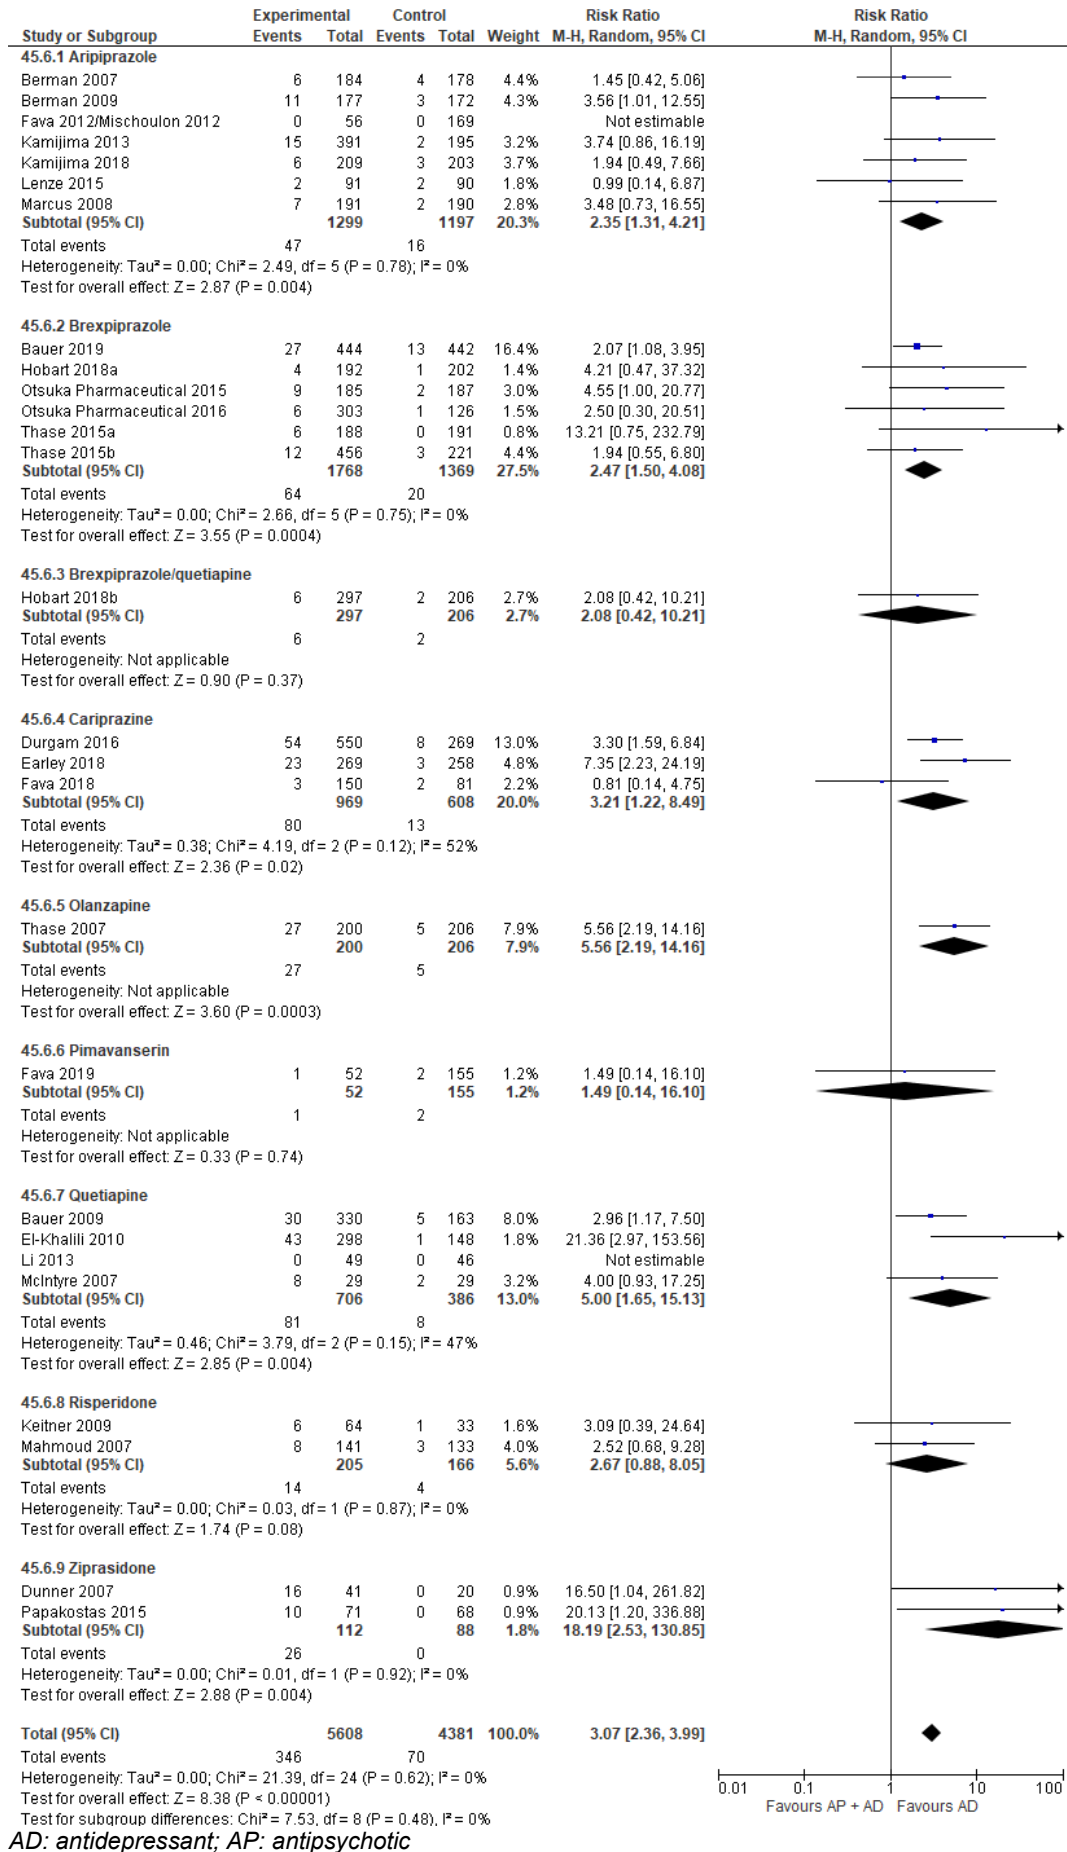 Experimental Control Risk Ratio Risk Ratio
Study or Subgroup Events Total Events Total Weight M-H, Random, 95% CI M-H, Random, 95% CI
45.6.1 Aripiprazole
Berman 2007 6 184 4 178 4.4% 1.45 [0.42, 5.06]
Berman 2009 11 177 3 172 4.3% 3.56 [1.01, 12.55]
Fava 2012/Mischoulon 2012 0 56 0 169 Not estimable
Kamijima 2013 15 391 2 195 3.2% 3.74 [0.86, 16.19]
Kamijima 2018 6 209 3 203 3.7% 1.94 [0.49, 7.66]
Lenze 2015 2 91 2 90 1.8% 0.99 [0.14, 6.87]
Marcus 2008 7 191 2 190 2.8% 3.48 [0.73, 16.55]
Subtotal (95% CI) 1299 1197 20.3% 2.35 [1.31, 4.21]
Total events 47 16
Heterogeneity: Tau² = 0.00; Chi² = 2.49, df = 5 (P = 0.78); I² = 0%
Test for overall effect: Z = 2.87 (P = 0.004)
45.6.2 Brexpiprazole
Bauer 2019 27 444 13 442 16.4% 2.07 [1.08, 3.95]
Hobart 2018a 4 192 1 202 1.4% 4.21 [0.47, 37.32]
Otsuka Pharmaceutical 2015 9 185 2 187 3.0% 4.55 [1.00, 20.77]
Otsuka Pharmaceutical 2016 6 303 1 126 1.5% 2.50 [0.30, 20.51]
Thase 2015a 6 188 0 191 0.8% 13.21 [0.75, 232.79]
Thase 2015b 12 456 3 221 4.4% 1.94 [0.55, 6.80]
Subtotal (95% CI) 1768 1369 27.5% 2.47 [1.50, 4.08]
Total events 64 20
Heterogeneity: Tau² = 0.00; Chi² = 2.66, df = 5 (P = 0.75); I² = 0%
Test for overall effect: Z = 3.55 (P = 0.0004)
45.6.3 Brexpiprazole/quetiapine
Hobart 2018b 6 297 2 206 2.7% 2.08 [0.42, 10.21]
Subtotal (95% CI) 297 206 2.7% 2.08 [0.42, 10.21]
Total events 6 2
Heterogeneity: Not applicable
Test for overall effect: Z = 0.90 (P = 0.37)
45.6.4 Cariprazine
Durgam 2016 54 550 8 269 13.0% 3.30 [1.59, 6.84]
Earley 2018 23 269 3 258 4.8% 7.35 [2.23, 24.19]
Fava 2018 3 150 2 81 2.2% 0.81 [0.14, 4.75]
Subtotal (95% CI) 969 608 20.0% 3.21 [1.22, 8.49]
Total events 80 13
Heterogeneity: Tau² = 0.38; Chi² = 4.19, df = 2 (P = 0.12); I² = 52%
Test for overall effect: Z = 2.36 (P = 0.02)
45.6.5 Olanzapine
Thase 2007 27 200 5 206 7.9% 5.56 [2.19, 14.16]
Subtotal (95% CI) 200 206 7.9% 5.56 [2.19, 14.16]
Total events 27 5
Heterogeneity: Not applicable
Test for overall effect: Z = 3.60 (P = 0.0003)
45.6.6 Pimavanserin
Fava 2019 1 52 2 155 1.2% 1.49 [0.14, 16.10]
Subtotal (95% CI) 52 155 1.2% 1.49 [0.14, 16.10]
Total events 1 2
Heterogeneity: Not applicable
Test for overall effect: Z = 0.33 (P = 0.74)
45.6.7 Quetiapine
Bauer 2009 30 330 5 163 8.0% 2.96 [1.17, 7.50]
El-Khalili 2010 43 298 1 148 1.8% 21.36 [2.97, 153.56]
Li 2013 0 49 0 46 Not estimable
McIntyre 2007 8 29 2 29 3.2% 4.00 [0.93, 17.25]
Subtotal (95% CI) 706 386 13.0% 5.00 [1.65, 15.13]
Total events 81 8
Heterogeneity: Tau² = 0.46; Chi² = 3.79, df = 2 (P = 0.15); I² = 47%
Test for overall effect: Z = 2.85 (P = 0.004)
45.6.8 Risperidone
Keitner 2009 6 64 1 33 1.6% 3.09 [0.39, 24.64]
Mahmoud 2007 8 141 3 133 4.0% 2.52 [0.68, 9.28]
Subtotal (95% CI) 205 166 5.6% 2.67 [0.88, 8.05]
Total events 14 4
Heterogeneity: Tau² = 0.00; Chi² = 0.03, df = 1 (P = 0.87); I² = 0%
Test for overall effect: Z = 1.74 (P = 0.08)
45.6.9 Ziprasidone
Dunner 2007 16 41 0 20 0.9% 16.50 [1.04, 261.82]
Papakostas 2015 10 71 0 68 0.9% 20.13 [1.20, 336.88]
Subtotal (95% CI) 112 88 1.8% 18.19 [2.53, 130.85]
Total events 26 0
Heterogeneity: Tau² = 0.00; Chi² = 0.01, df = 1 (P = 0.92); I² = 0%
Test for overall effect: Z = 2.88 (P = 0.004)
Total (95% CI) 5608 4381 100.0% 3.07 [2.36, 3.99]
Total events 346 70
Heterogeneity: Tau² = 0.00; Chi² = 21.39, df = 24 (P = 0.62); I² = 0%
Test for overall effect: Z = 8.38 (P < 0.00001)
Test for subgroup differences: Chi² = 7.53, df = 8 (P = 0.48), I² = 0%
0.01 0.1 1 10 100
Favours AP + AD Favours AD
AD: antidepressant; AP: antipsychotic